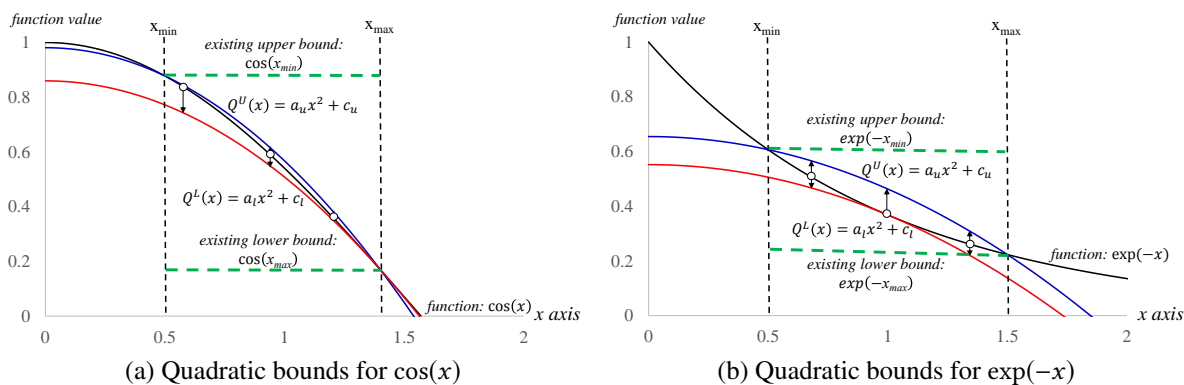 function value
x_min
x_max
1
0.8
0.6
0.4
0.2
0
existing upper bound:
cos(x_min)
Q^U(x) = a_u x^2 + c_u
Q^L(x) = a_l x^2 + c_l
existing lower bound:
cos(x_max)
function: cos(x)
x axis
0
0.5
1
1.5
2
(a) Quadratic bounds for cos(x)
function value
x_min
x_max
1
0.8
0.6
0.4
0.2
0
existing upper bound:
exp(−x_min)
Q^U(x) = a_u x^2 + c_u
Q^L(x) = a_l x^2 + c_l
existing lower bound:
exp(−x_max)
function: exp(−x)
x axis
0
0.5
1
1.5
2
(b) Quadratic bounds for exp(−x)